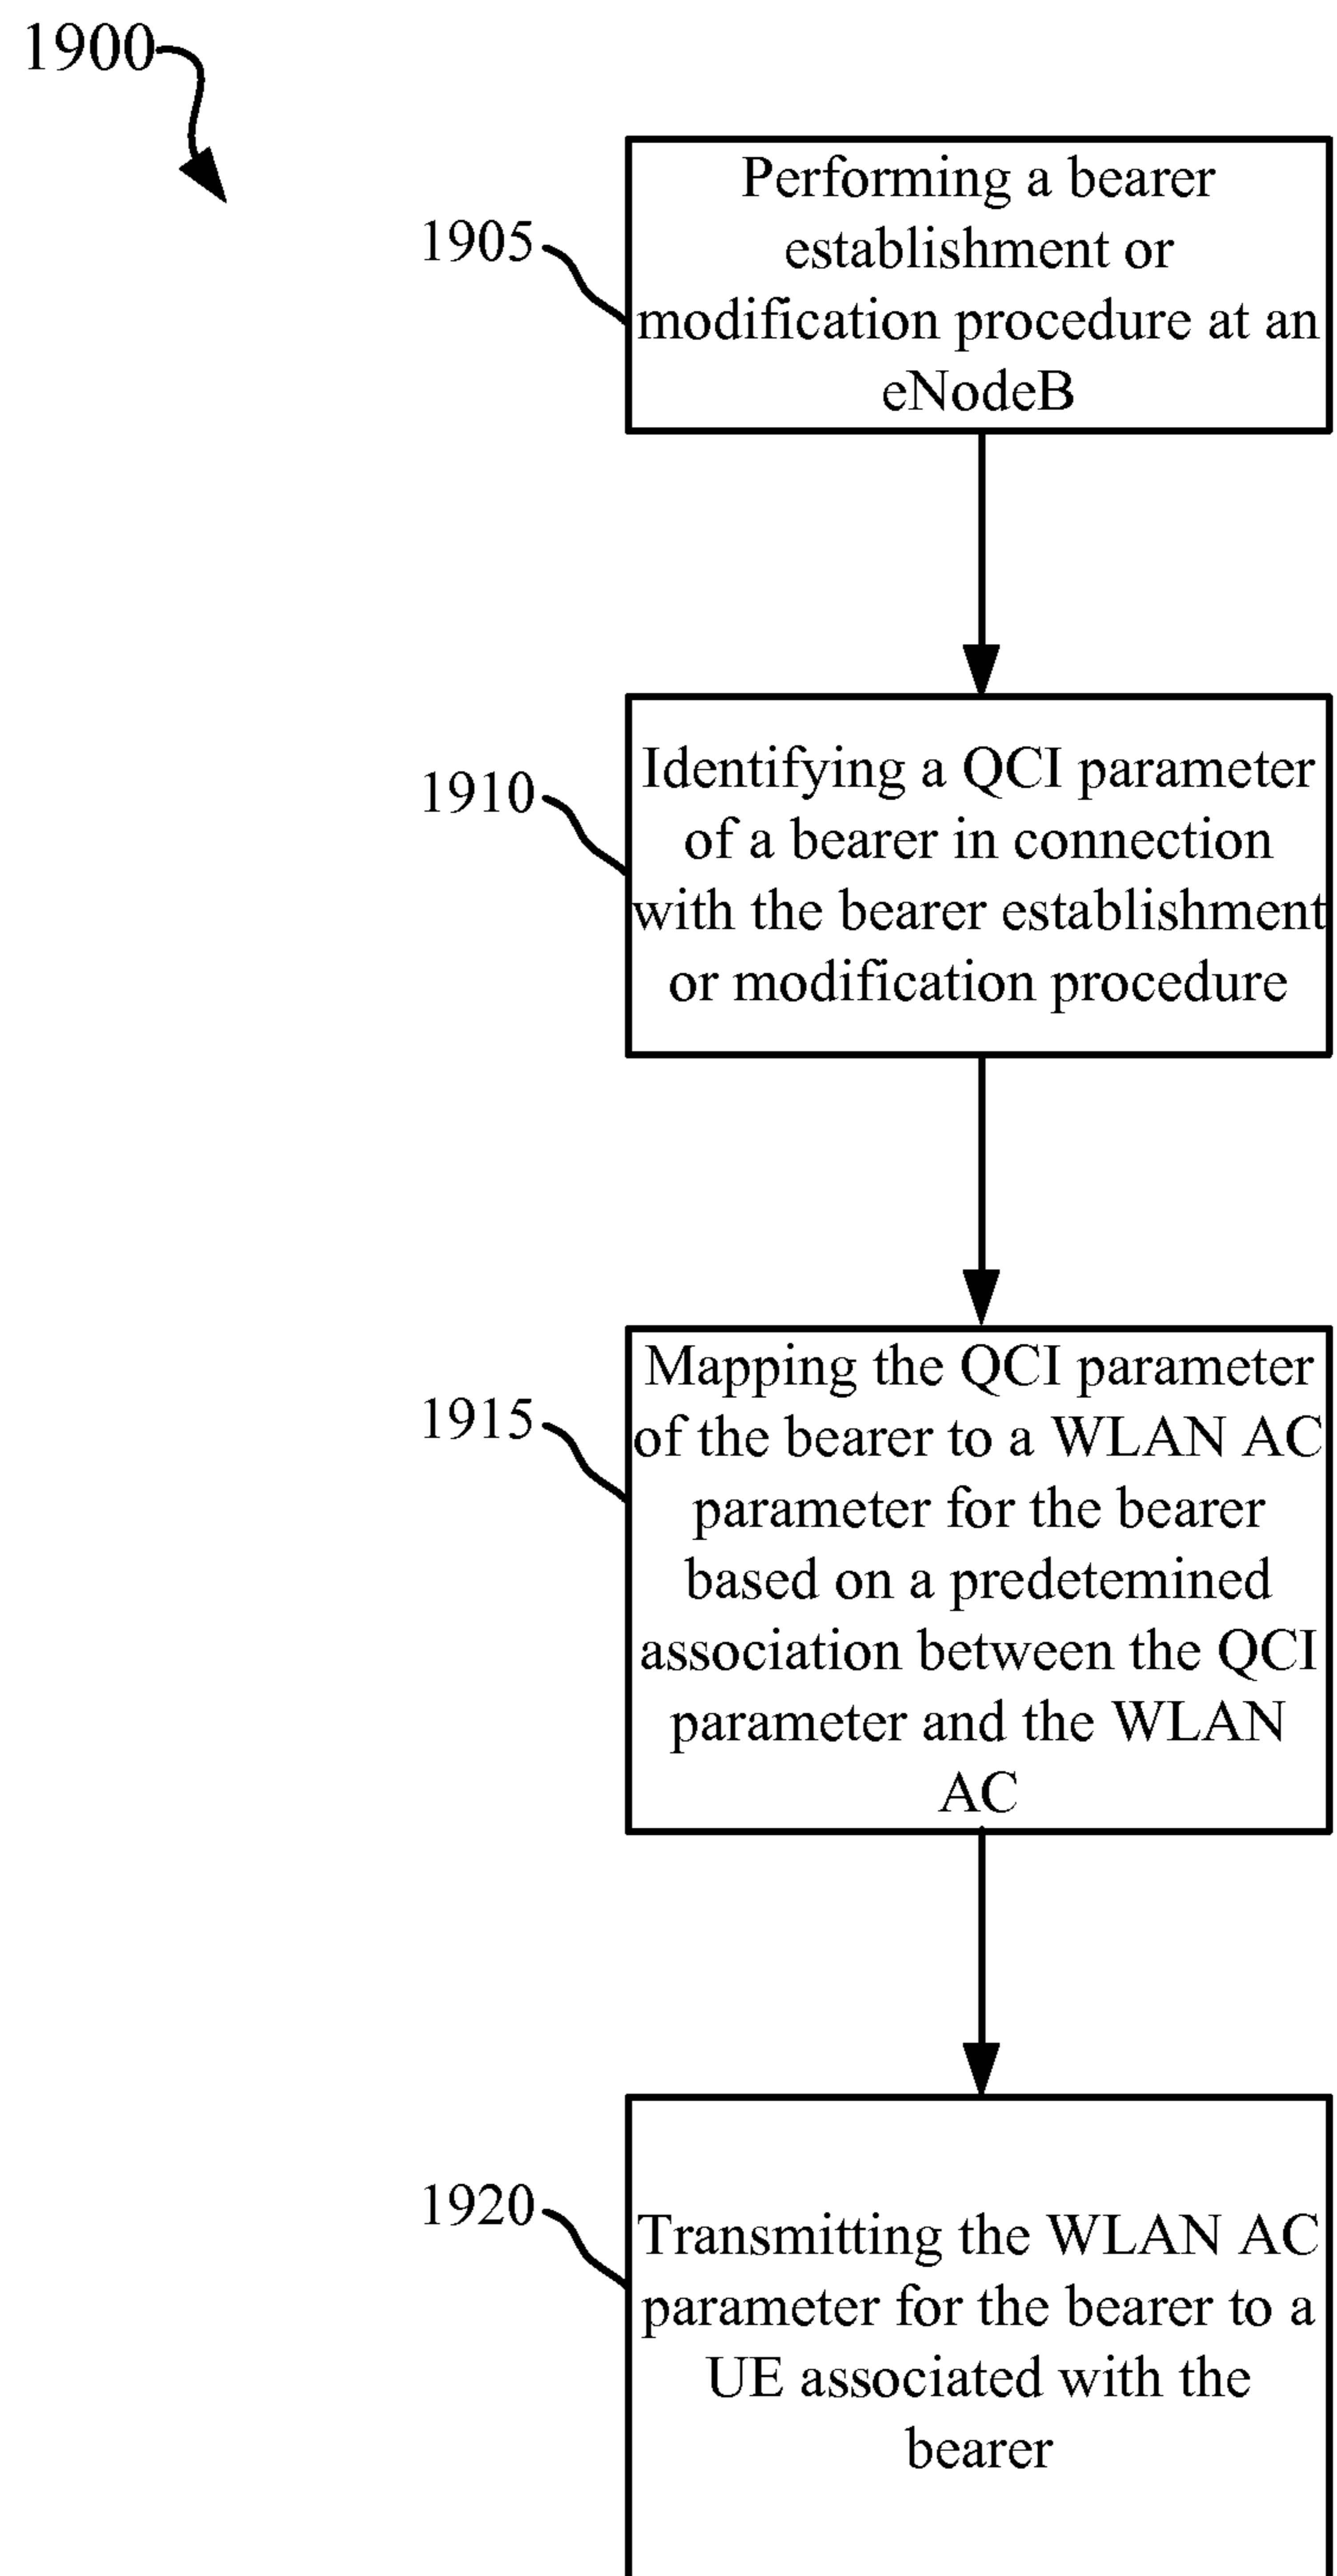 1900
1905
Performing a bearer
establishment or
modification procedure at an
eNodeB
1910
Identifying a QCI parameter
of a bearer in connection
with the bearer establishment
or modification procedure
1915
Mapping the QCI parameter
of the bearer to a WLAN AC
parameter for the bearer
based on a predetemined
association between the QCI
parameter and the WLAN
AC
1920
Transmitting the WLAN AC
parameter for the bearer to a
UE associated with the
bearer